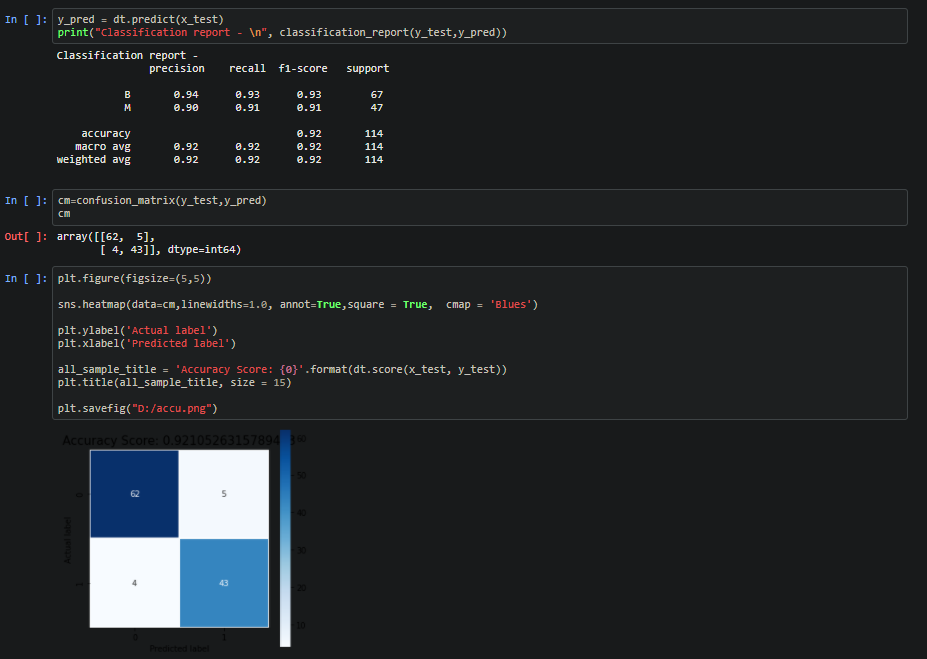 In [ ]: y_pred = dt.predict(x_test)
print("Classification report - \n", classification_report(y_test,y_pred))
Classification report -
precision recall f1-score support
B 0.94 0.93 0.93 67
M 0.90 0.91 0.91 47
accuracy 0.92 114
macro avg 0.92 0.92 0.92 114
weighted avg 0.92 0.92 0.92 114
In [ ]: cm=confusion_matrix(y_test,y_pred)
cm
Out[ ]: array([[62, 5],
[ 4, 43]], dtype=int64)
In [ ]: plt.figure(figsize=(5,5))
sns.heatmap(data=cm,linewidths=1.0, annot=True,square = True, cmap = 'Blues')
plt.ylabel('Actual label')
plt.xlabel('Predicted label')
all_sample_title = 'Accuracy Score: {0}'.format(dt.score(x_test, y_test))
plt.title(all_sample_title, size = 15)
plt.savefig("D:/accu.png")
Accuracy Score: 0.9210526315789
60
62 5
0
50
40
Actual label
30
4 43
1
20
10
0 1
Predicted label